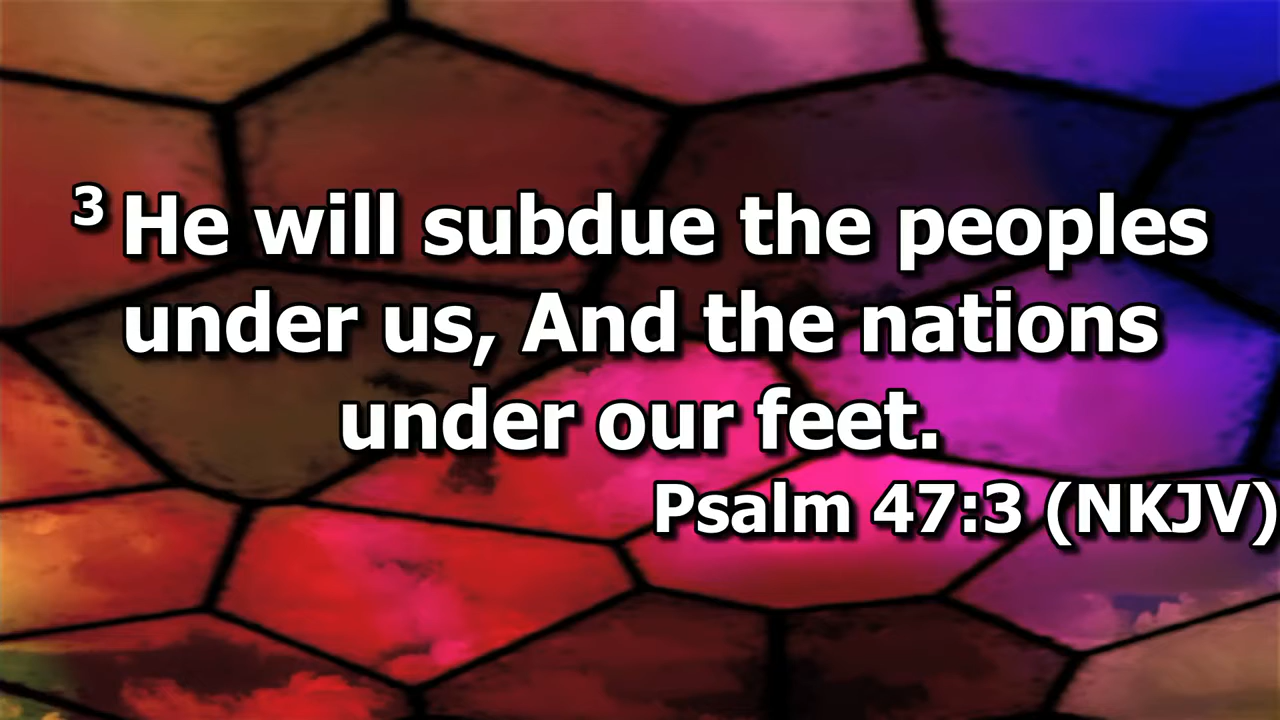 3 He will subdue the peoples
under us, And the nations
under our feet.
Psalm 47:3 (NKJV)